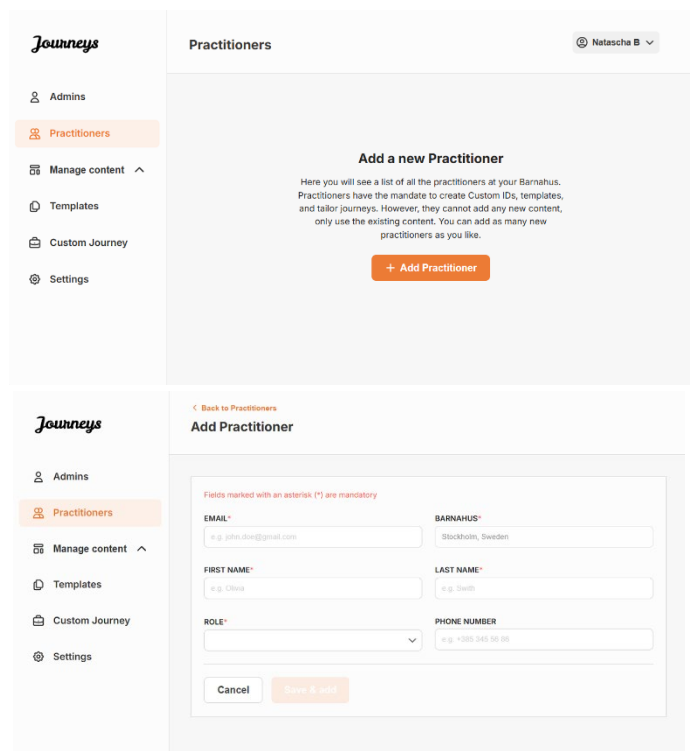 Journeys
Practitioners
Natascha B
Admins
Practitioners
Manage content
Templates
Custom Journey
Settings
Add a new Practitioner
Here you will see a list of all the practitioners at your Barnahus.
Practitioners have the mandate to create Custom IDs, templates,
and tailor journeys. However, they cannot add any new content,
only use the existing content. You can add as many new
practitioners as you like.
+ Add Practitioner
Journeys
< Back to Practitioners
Add Practitioner
Admins
Practitioners
Manage content
Templates
Custom Journey
Settings
Fields marked with an asterisk (*) are mandatory
EMAIL*
BARNAHUS*
e.g. john.doe@gmail.com
Stockholm, Sweden
FIRST NAME*
LAST NAME*
e.g. Olivia
e.g. Swith
ROLE*
PHONE NUMBER
e.g. +385 345 56 88
Cancel
Save & add